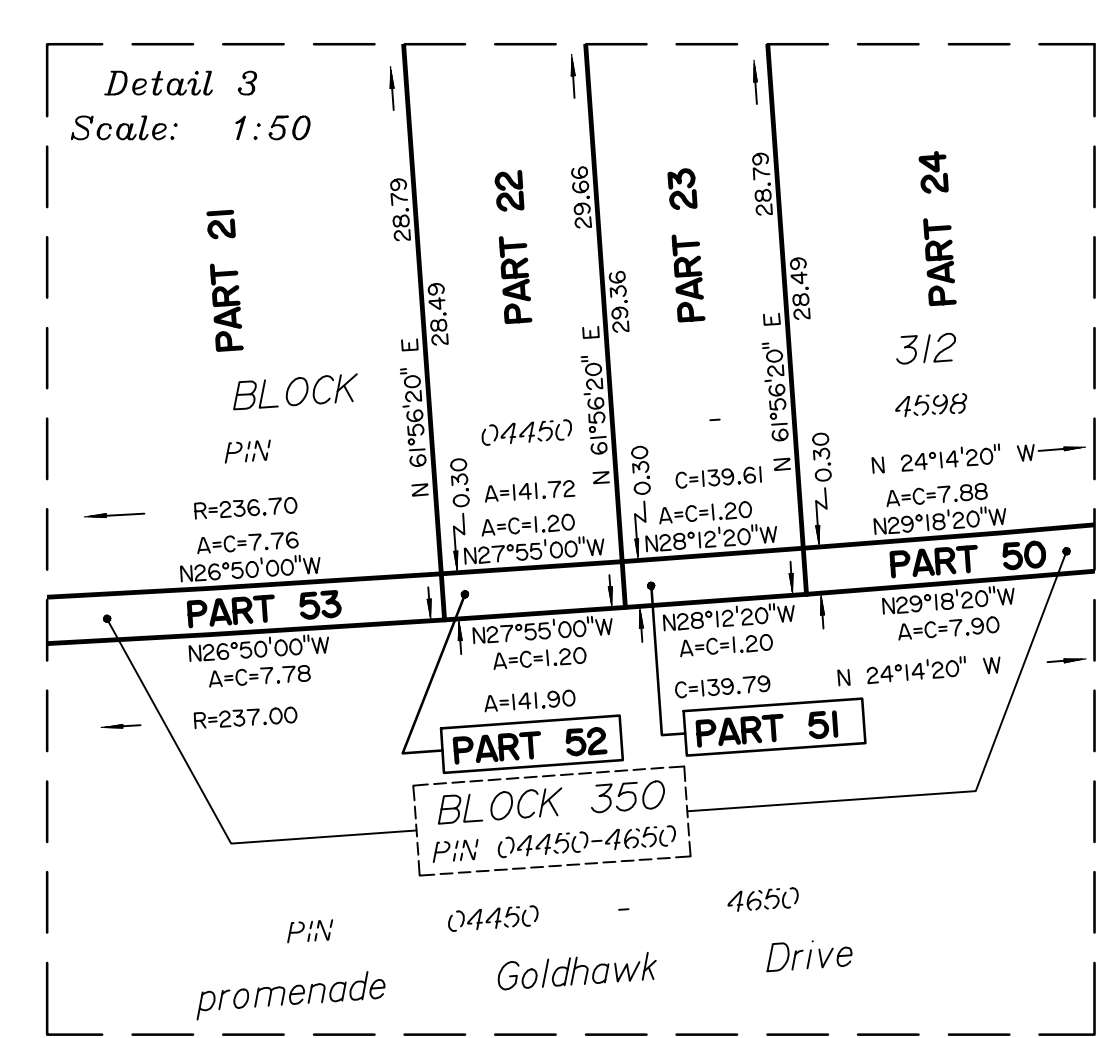 Detail 3
Scale: 1:50
PART 21
PART 22
PART 23
PART 24
28.79
29.66
28.79
28.49
29.36
28.49
N 61°56'20" E
N 61°56'20" E
N 61°56'20" E
BLOCK
312
PIN
04450
-
4598
N 24°14'20" W
R=236.70
A=141.72
C=139.61
0.30
0.30
0.30
A=C=7.76
A=C=1.20
A=C=1.20
A=C=7.88
N26°50'00"W
N27°55'00"W
N28°12'20"W
N29°18'20"W
PART 53
PART 50
N26°50'00"W
N27°55'00"W
N28°12'20"W
N29°18'20"W
A=C=7.78
A=C=1.20
A=C=1.20
A=C=7.90
R=237.00
A=141.90
C=139.79
N 24°14'20" W
PART 52
PART 51
BLOCK 350
PIN 04450-4650
PIN 04450 - 4650
promenade Goldhawk Drive